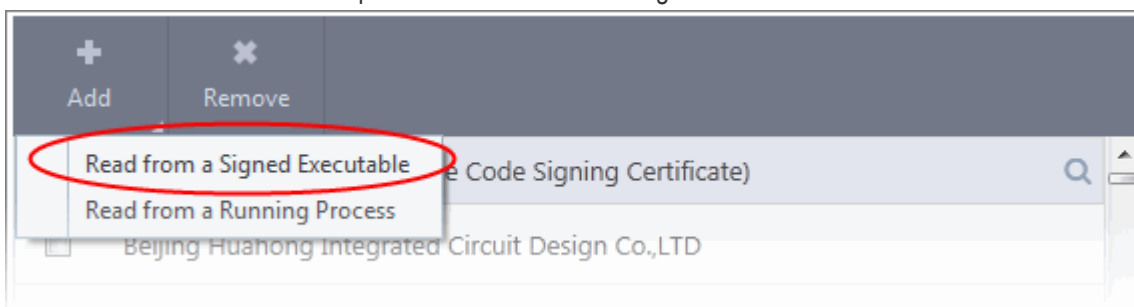 Add Remove
Read from a Signed Executable
e Code Signing Certificate)
Read from a Running Process
Beijing Huahong Integrated Circuit Design Co.,LTD